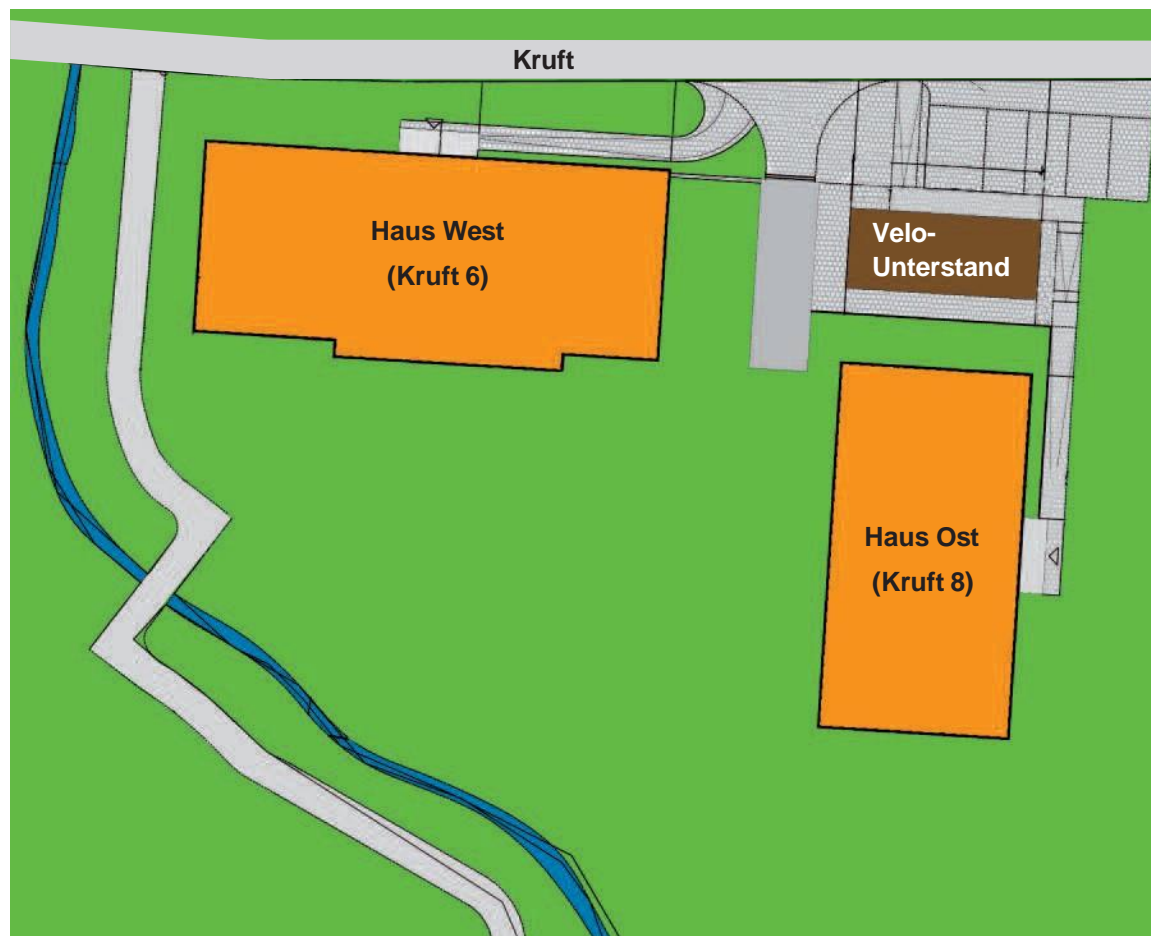 Kruft
Haus West
(Kruft 6)
Velo-
Unterstand
Haus Ost
(Kruft 8)